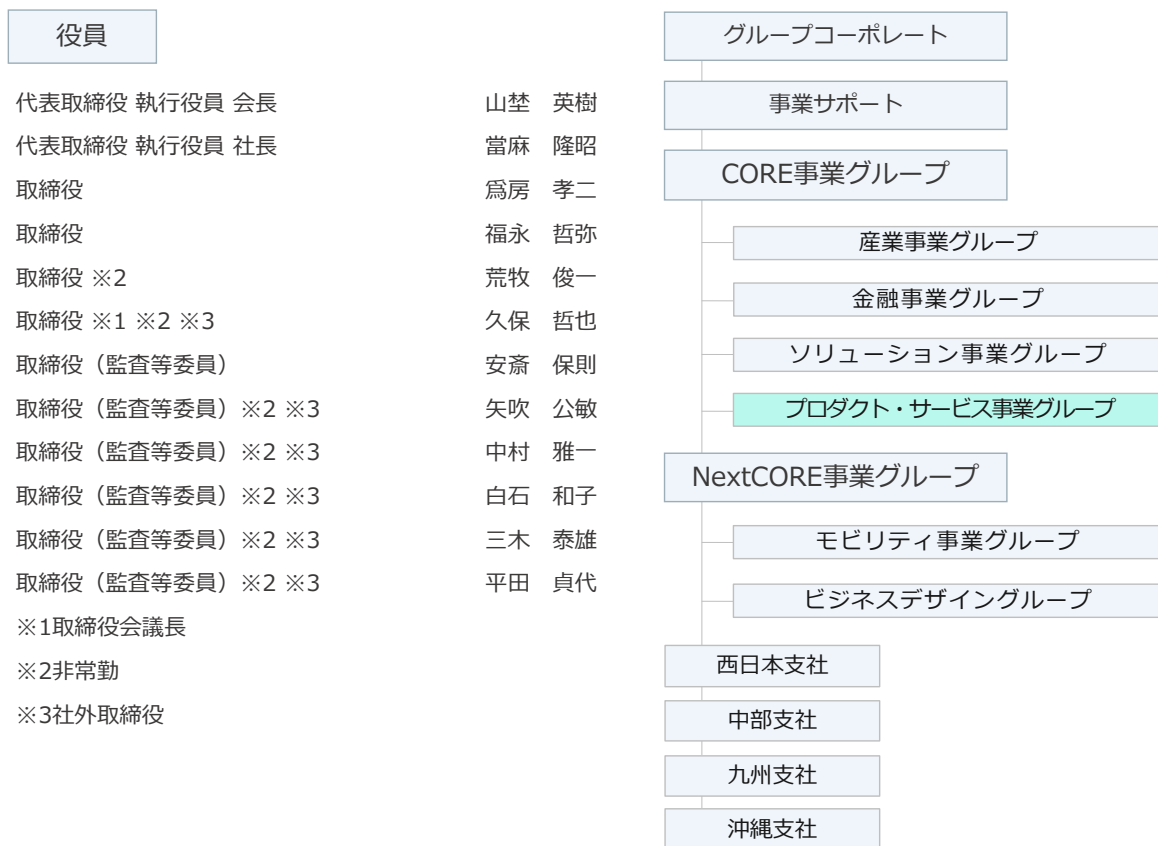 役員
代表取締役 執行役員 会長 山埜 英樹
代表取締役 執行役員 社長 當麻 隆昭
取締役 爲房 孝二
取締役 福永 哲弥
取締役 ※2 荒牧 俊一
取締役 ※1 ※2 ※3 久保 哲也
取締役（監査等委員） 安斎 保則
取締役（監査等委員）※2 ※3 矢吹 公敏
取締役（監査等委員）※2 ※3 中村 雅一
取締役（監査等委員）※2 ※3 白石 和子
取締役（監査等委員）※2 ※3 三木 泰雄
取締役（監査等委員）※2 ※3 平田 貞代
※1取締役会議長
※2非常勤
※3社外取締役
グループコーポレート
事業サポート
CORE事業グループ
産業事業グループ
金融事業グループ
ソリューション事業グループ
プロダクト・サービス事業グループ
NextCORE事業グループ
モビリティ事業グループ
ビジネスデザイングループ
西日本支社
中部支社
九州支社
沖縄支社